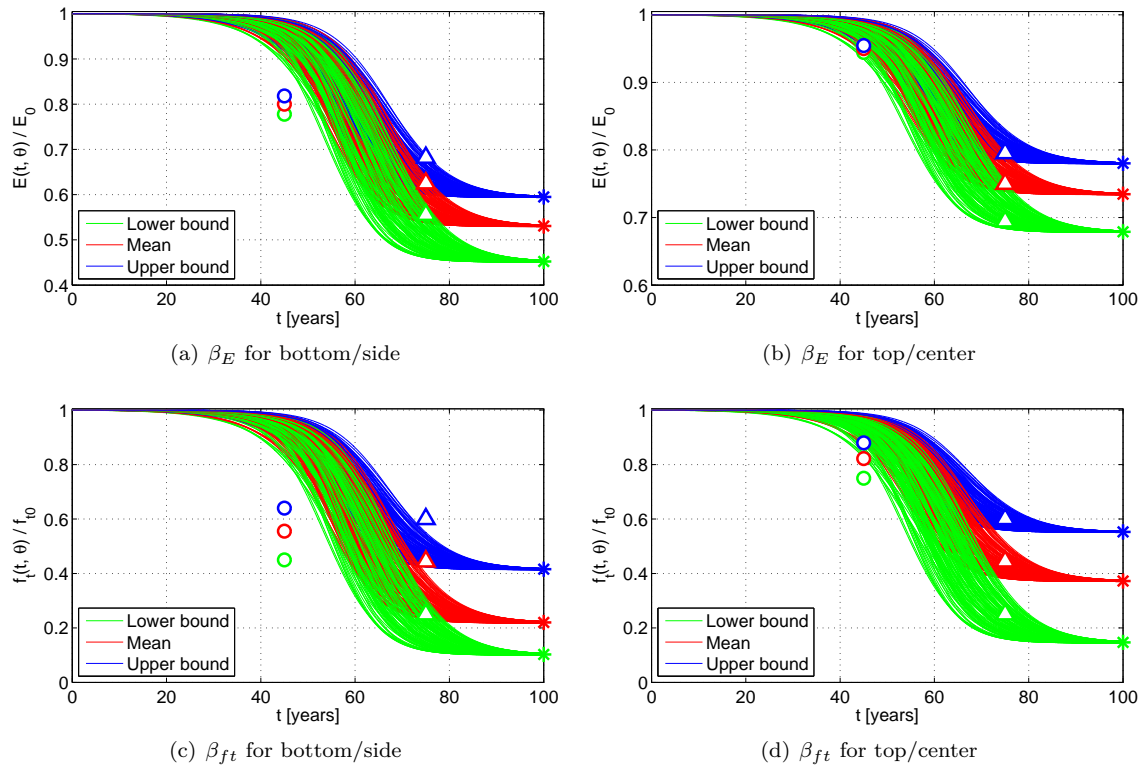 1
0.9
0.8
0.7
0.6
0.5
0.4
E(t, θ) / E0
Lower bound
Mean
Upper bound
0 20 40 60 80 100
t [years]
(a) βE for bottom/side
1
0.9
0.8
0.7
0.6
E(t, θ) / E0
Lower bound
Mean
Upper bound
0 20 40 60 80 100
t [years]
(b) βE for top/center
1
0.8
0.6
0.4
0.2
0
ft(t, θ) / ft0
Lower bound
Mean
Upper bound
0 20 40 60 80 100
t [years]
(c) βft for bottom/side
1
0.8
0.6
0.4
0.2
0
ft(t, θ) / ft0
Lower bound
Mean
Upper bound
0 20 40 60 80 100
t [years]
(d) βft for top/center